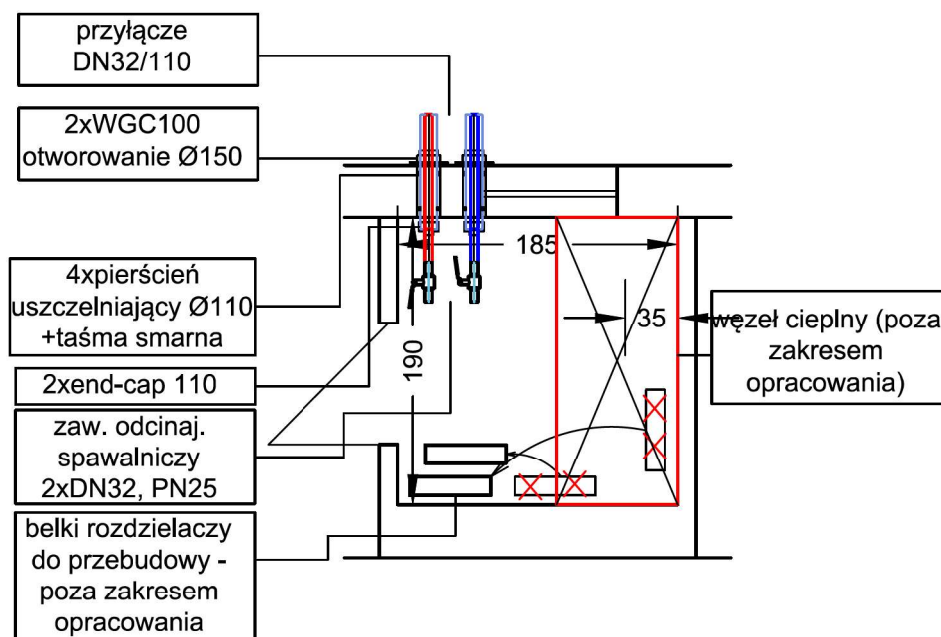 przyłącze
DN32/110
2xWGC100
otworowanie Ø150
4xpierścień
uszczelniający Ø110
+taśma smarna
2xend-cap 110
zaw. odcinaj.
spawalniczy
2xDN32, PN25
belki rozdzielaczy
do przebudowy -
poza zakresem
opracowania
185
35
190
węzeł cieplny (poza
zakresem
opracowania)